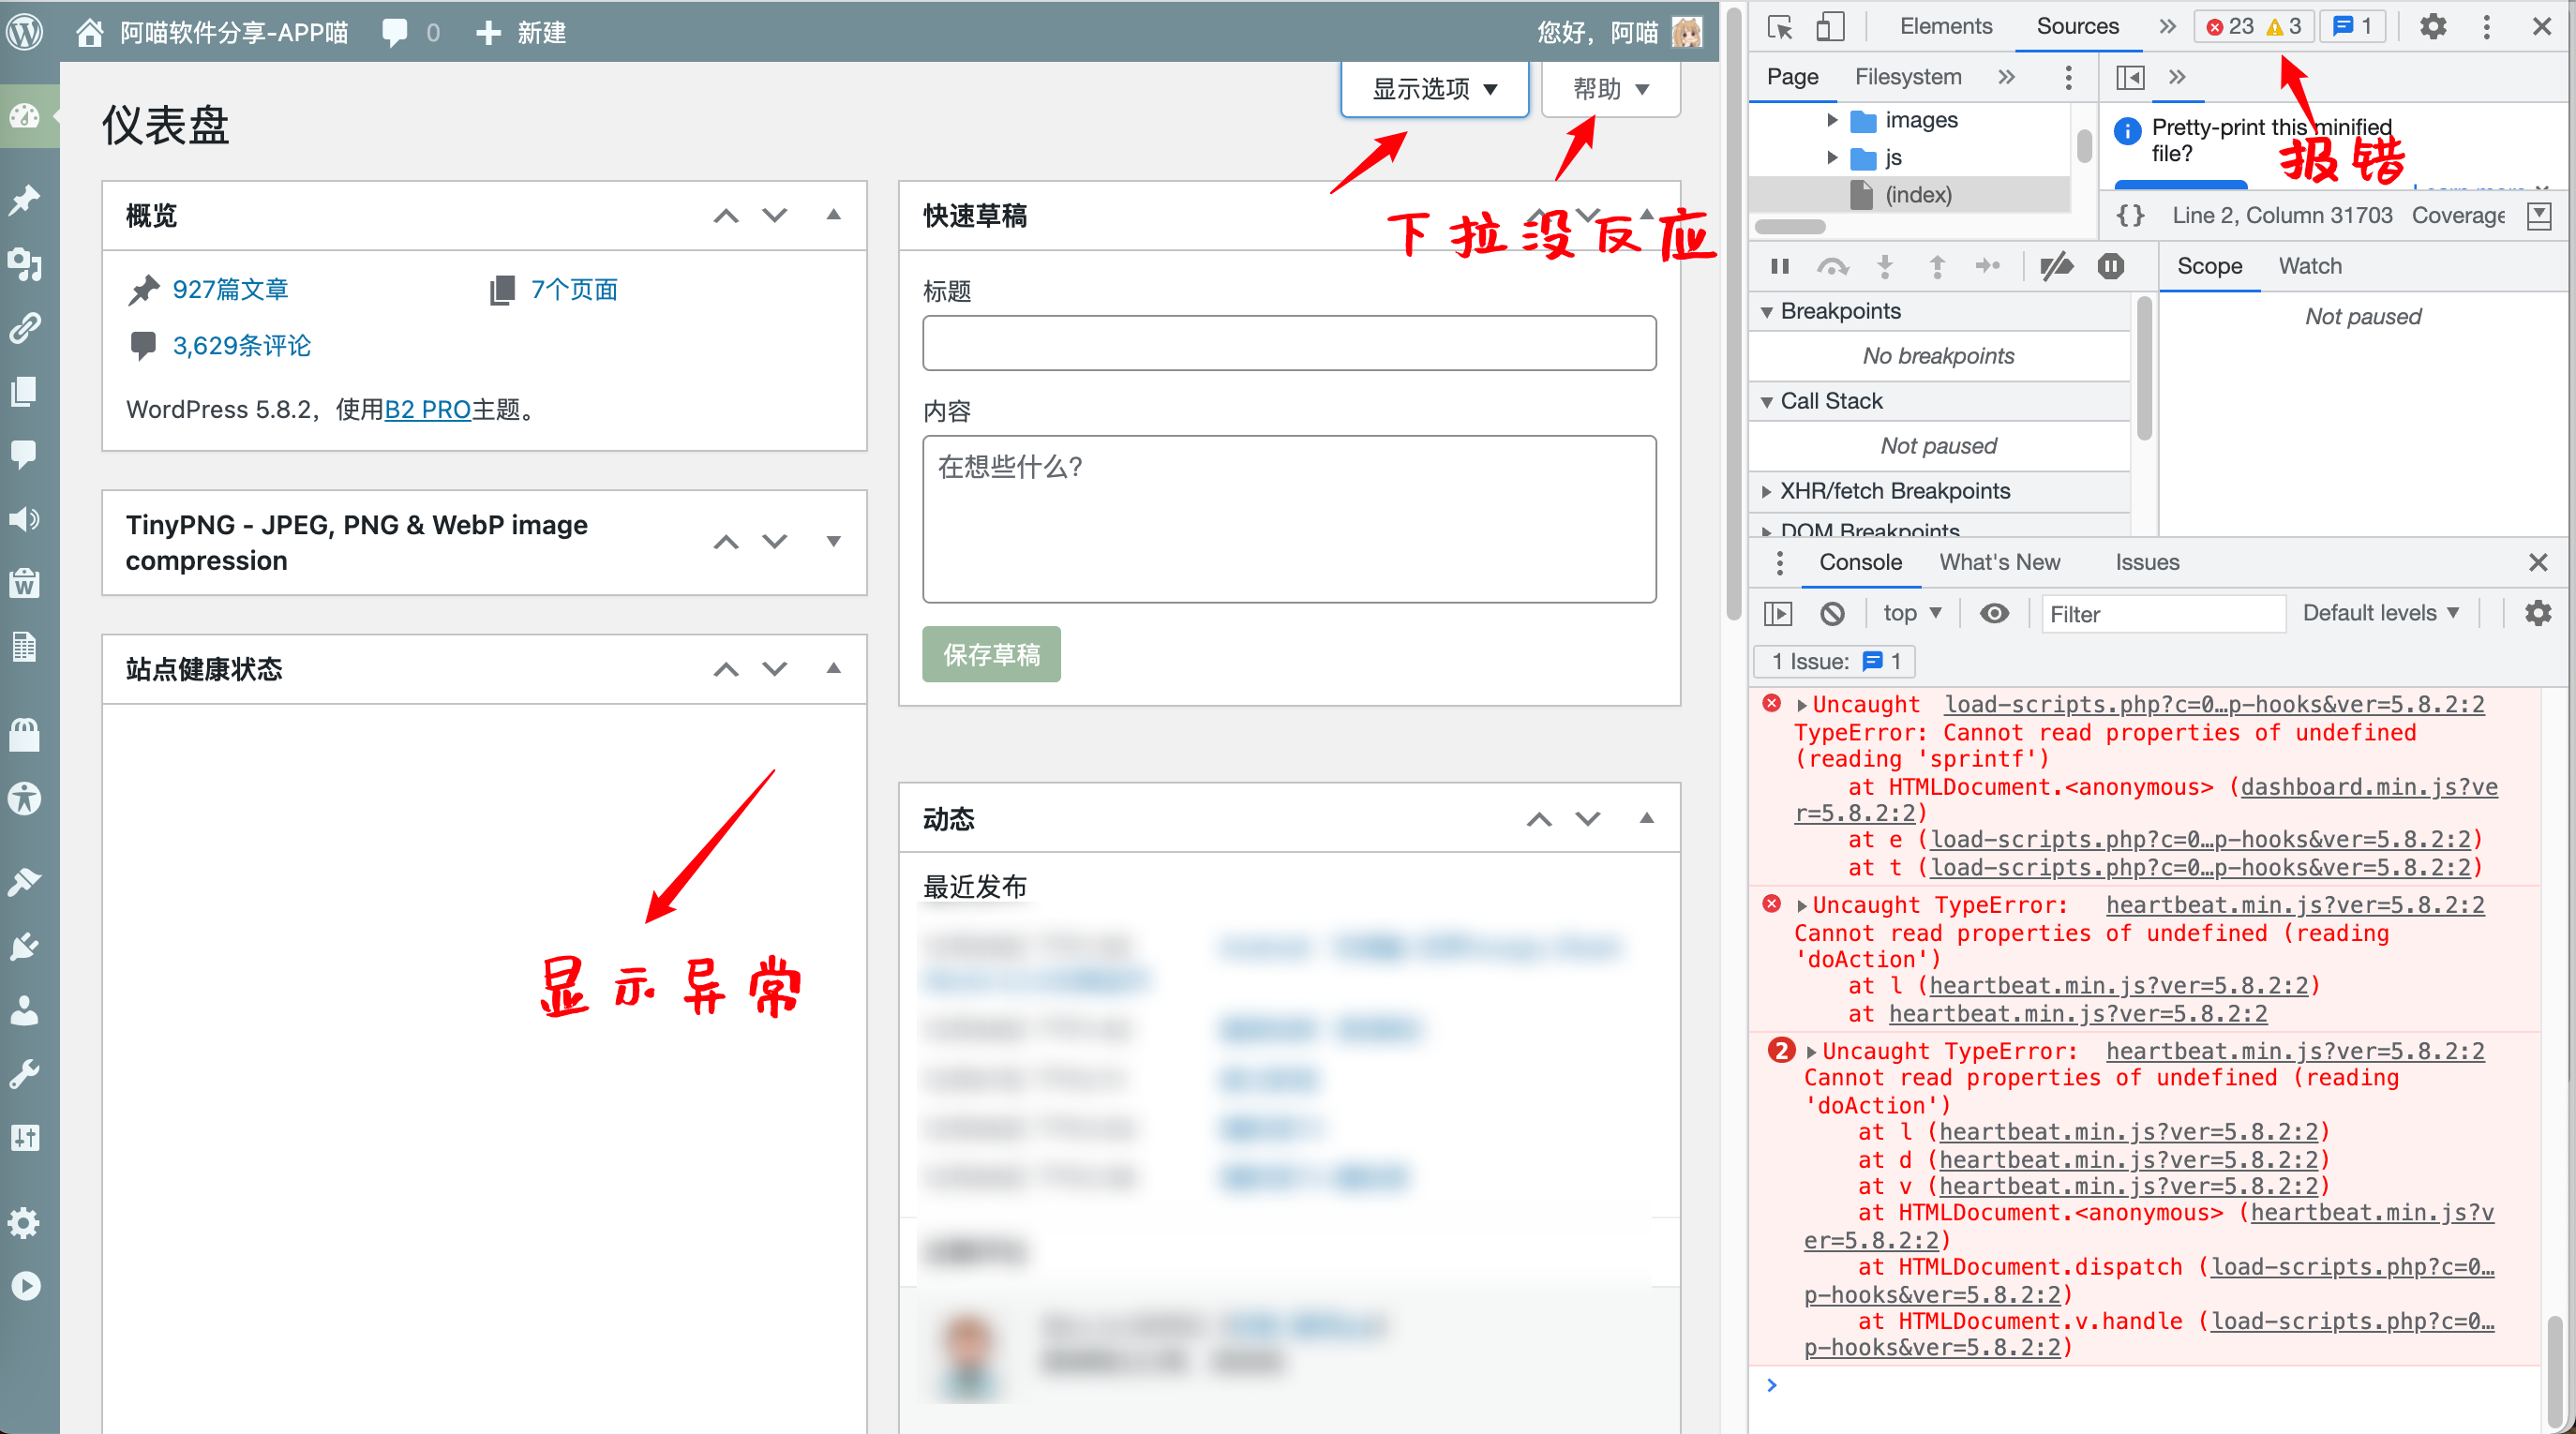 阿喵软件分享-APP喵 0 新建 您好，阿喵
显示选项 帮助
仪表盘
概览
927篇文章 7个页面
3,629条评论
WordPress 5.8.2，使用B2 PRO主题。
TinyPNG - JPEG, PNG & WebP image
compression
站点健康状态
显示异常
快速草稿
下拉没反应
标题
内容
在想些什么?
保存草稿
动态
最近发布
Elements Sources 23 3 1
Page Filesystem
images
js
(index)
Pretty-print this minified
file?
报错
{} Line 2, Column 31703 Coverage
Scope Watch
Breakpoints
No breakpoints
Call Stack
Not paused
XHR/fetch Breakpoints
DOM Breakpoints
Not paused
Console What's New Issues
top Filter Default levels
1 Issue: 1
Uncaught load-scripts.php?c=0…p-hooks&ver=5.8.2:2
TypeError: Cannot read properties of undefined
(reading 'sprintf')
at HTMLDocument.<anonymous> (dashboard.min.js?ve
r=5.8.2:2)
at e (load-scripts.php?c=0…p-hooks&ver=5.8.2:2)
at t (load-scripts.php?c=0…p-hooks&ver=5.8.2:2)
Uncaught TypeError: heartbeat.min.js?ver=5.8.2:2
Cannot read properties of undefined (reading
'doAction')
at l (heartbeat.min.js?ver=5.8.2:2)
at heartbeat.min.js?ver=5.8.2:2
2 Uncaught TypeError: heartbeat.min.js?ver=5.8.2:2
Cannot read properties of undefined (reading
'doAction')
at l (heartbeat.min.js?ver=5.8.2:2)
at d (heartbeat.min.js?ver=5.8.2:2)
at v (heartbeat.min.js?ver=5.8.2:2)
at HTMLDocument.<anonymous> (heartbeat.min.js?v
er=5.8.2:2)
at HTMLDocument.dispatch (load-scripts.php?c=0…
p-hooks&ver=5.8.2:2)
at HTMLDocument.v.handle (load-scripts.php?c=0…
p-hooks&ver=5.8.2:2)